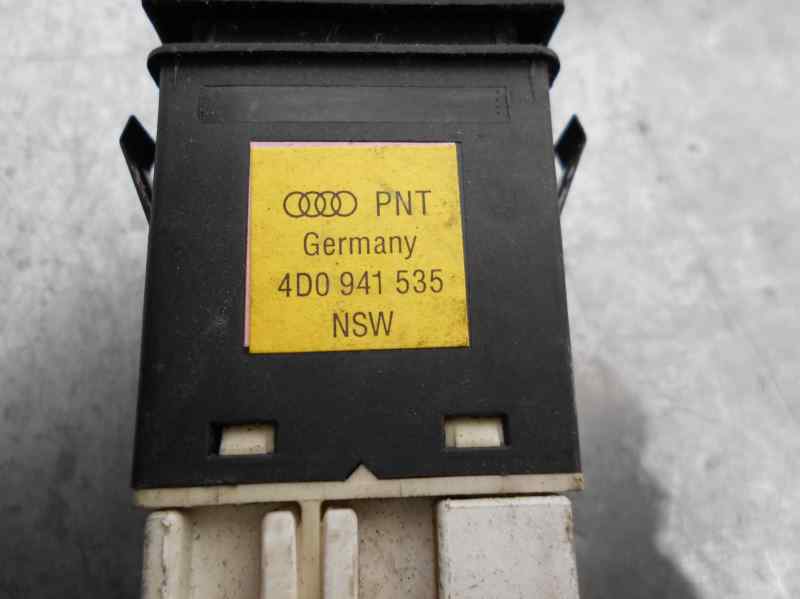 PNT
Germany
4D0 941 535
NSW